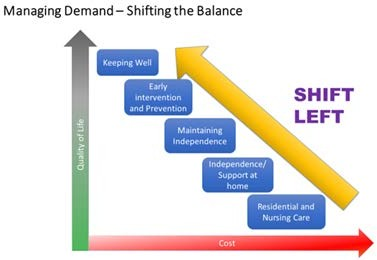 Managing Demand – Shifting the Balance
Keeping Well
Early
intervention
and Prevention
Maintaining
Independence
Independence/
Support at
home
Residential and
Nursing Care
SHIFT
LEFT
Quality of Life
Cost